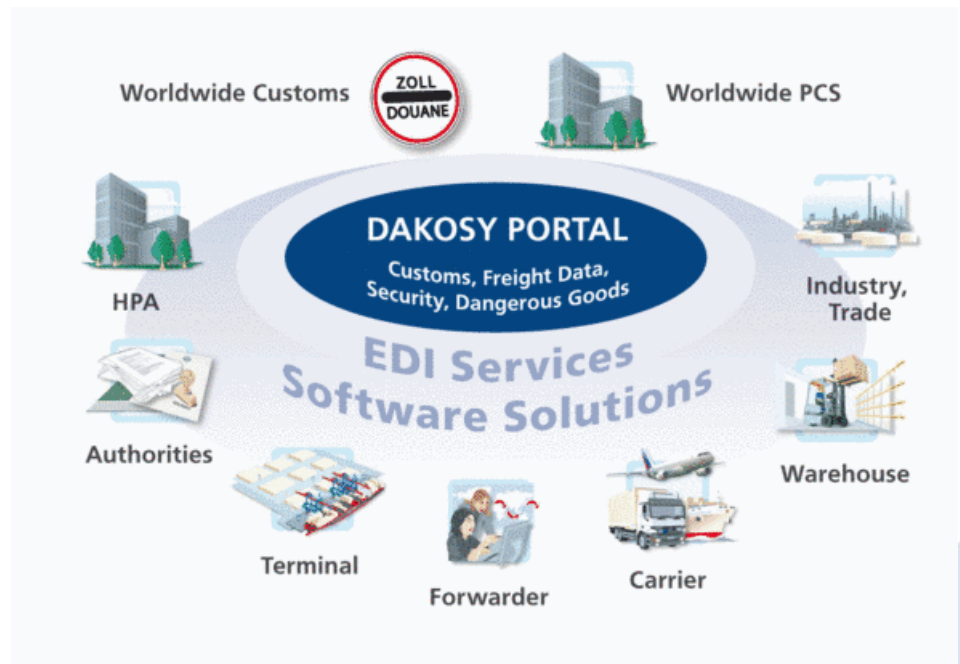 Worldwide Customs
ZOLL
DOUANE
Worldwide PCS
HPA
DAKOSY PORTAL
Customs, Freight Data,
Security, Dangerous Goods
Industry,
Trade
EDI Services
Software Solutions
Authorities
Warehouse
Terminal
Forwarder
Carrier